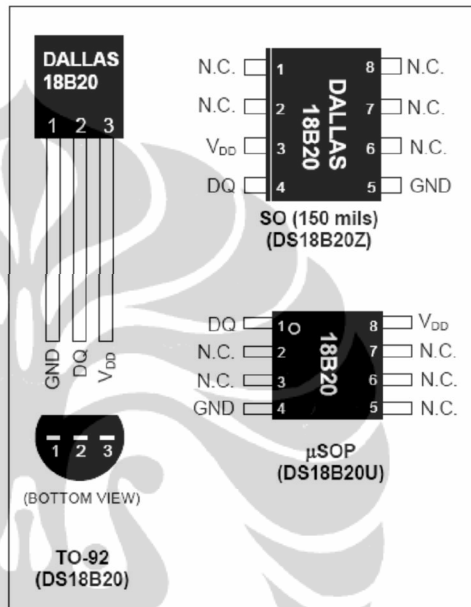 DALLAS
18B20
1 2 3
GND
DQ
VDD
1 2 3
(BOTTOM VIEW)
TO-92
(DS18B20)
N.C. 1 8 N.C.
N.C. 2 7 N.C.
VDD 3 6 N.C.
DQ 4 5 GND
DALLAS
18B20
SO (150 mils)
(DS18B20Z)
DQ 1 8 VDD
N.C. 2 7 N.C.
N.C. 3 6 N.C.
GND 4 5 N.C.
18B20
μSOP
(DS18B20U)